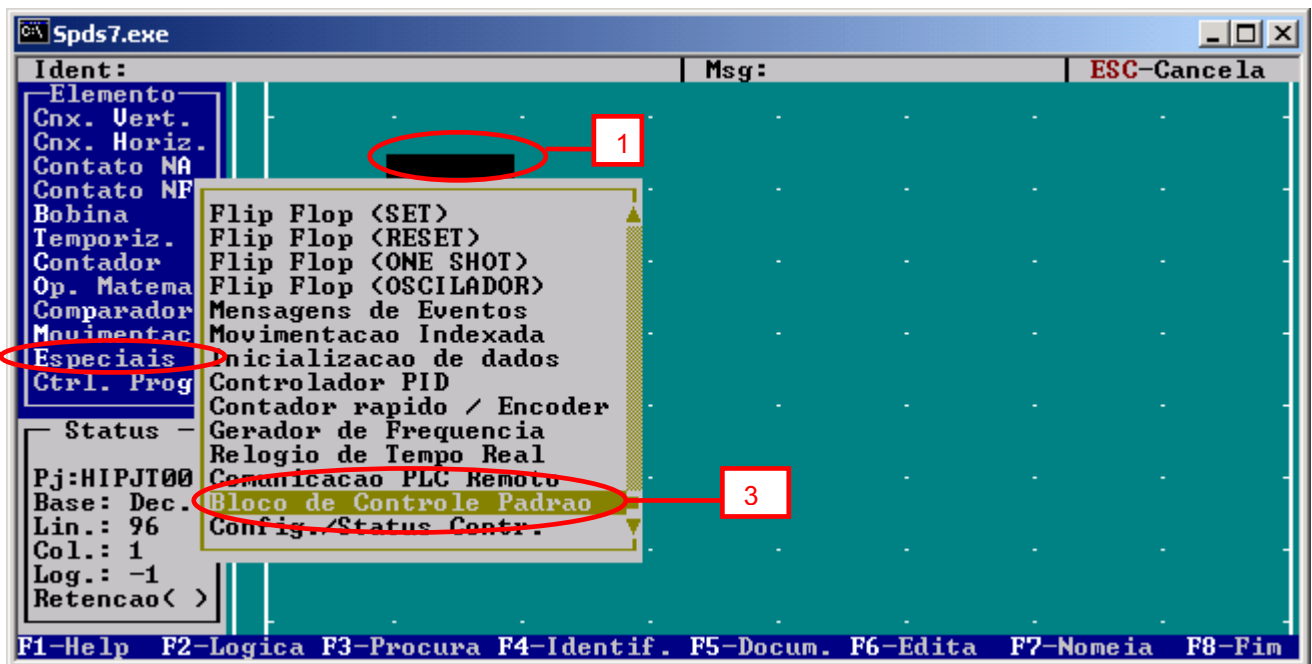 Spds7.exe
Ident: Msg: ESC-Cancela
Elemento
Cnx. Vert.
Cnx. Horiz.
Contato NA
Contato NF
Bobina
Temporiz.
Contador
Op. Matema
Comparador
Movimentac
Especiais
Ctrl. Prog
1
Flip Flop (SET)
Flip Flop (RESET)
Flip Flop (ONE SHOT)
Flip Flop (OSCILADOR)
Mensagens de Eventos
Movimentacao Indexada
Inicializacao de dados
Controlador PID
Contador rapido / Encoder
Gerador de Frequencia
Relogio de Tempo Real
Comunicacao PLC Remoto
Bloco de Controle Padrao
Config./Status Contr.
3
Status
Pj:HIPJT00
Base: Dec.
Lin.: 96
Col.: 1
Log.: -1
Retencao( )
F1-Help F2-Logica F3-Procura F4-Identif. F5-Docum. F6-Edita F7-Nomeia F8-Fim